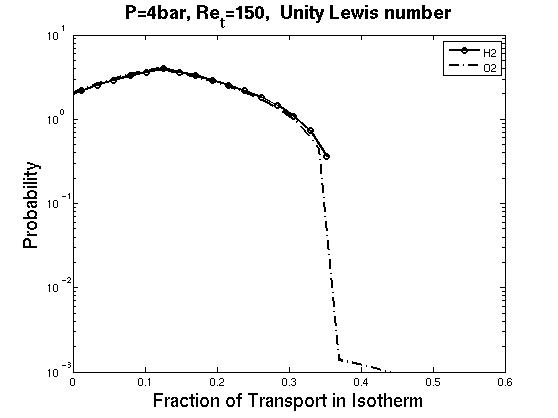 P=4bar, Re_t=150, Unity Lewis number
10^1
10^0
10^-1
10^-2
10^-3
Probability
H2
O2
0 0.1 0.2 0.3 0.4 0.5 0.6
Fraction of Transport in Isotherm